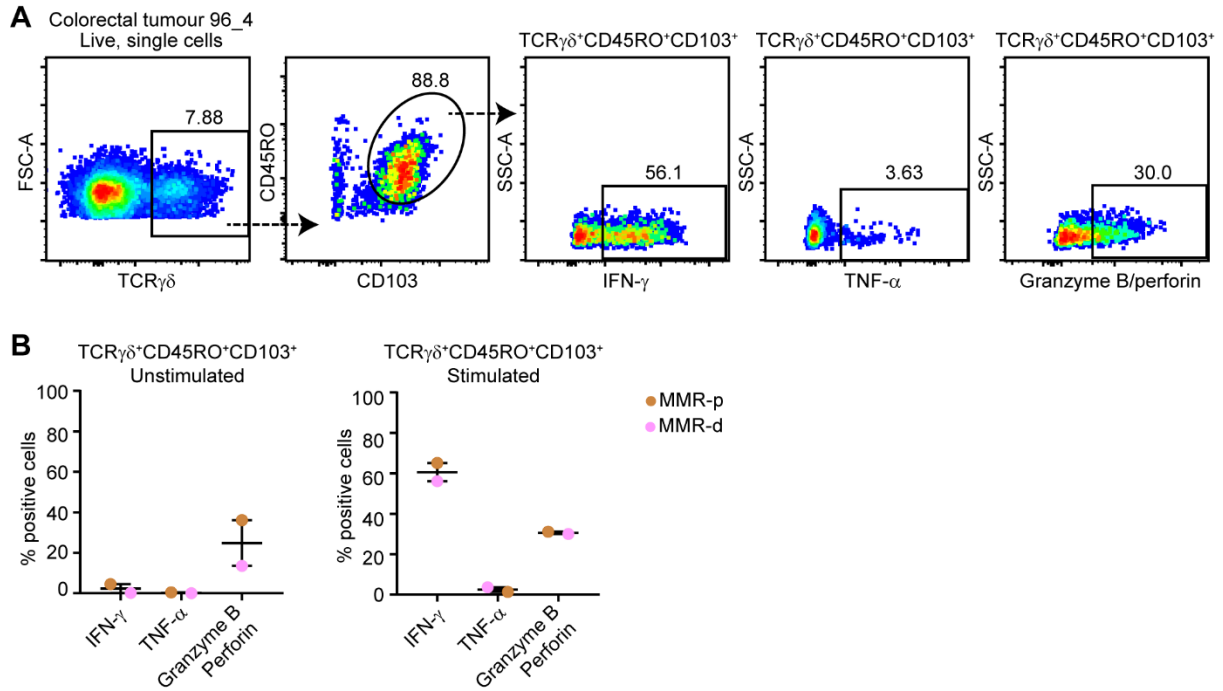 A
Colorectal tumour 96_4
Live, single cells
TCRγδ⁺CD45RO⁺CD103⁺
TCRγδ⁺CD45RO⁺CD103⁺
TCRγδ⁺CD45RO⁺CD103⁺
FSC-A
7.88
TCRγδ
CD45RO
88.8
CD103
SSC-A
56.1
IFN-γ
SSC-A
3.63
TNF-α
SSC-A
30.0
Granzyme B/perforin
B
TCRγδ⁺CD45RO⁺CD103⁺
Unstimulated
% positive cells
100
80
60
40
20
0
IFN-γ
TNF-α
Granzyme B
Perforin
TCRγδ⁺CD45RO⁺CD103⁺
Stimulated
% positive cells
100
80
60
40
20
0
IFN-γ
TNF-α
Granzyme B
Perforin
MMR-p
MMR-d